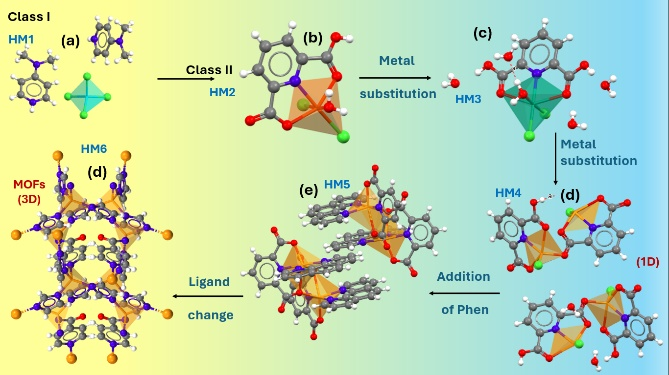 Class I
HM1
(a)
Class II
HM2
(b)
Metal
substitution
(c)
HM3
Metal
substitution
HM4
(d)
(1D)
Addition
of Phen
(e)
HM5
Ligand
change
HM6
(d)
MOFs
(3D)